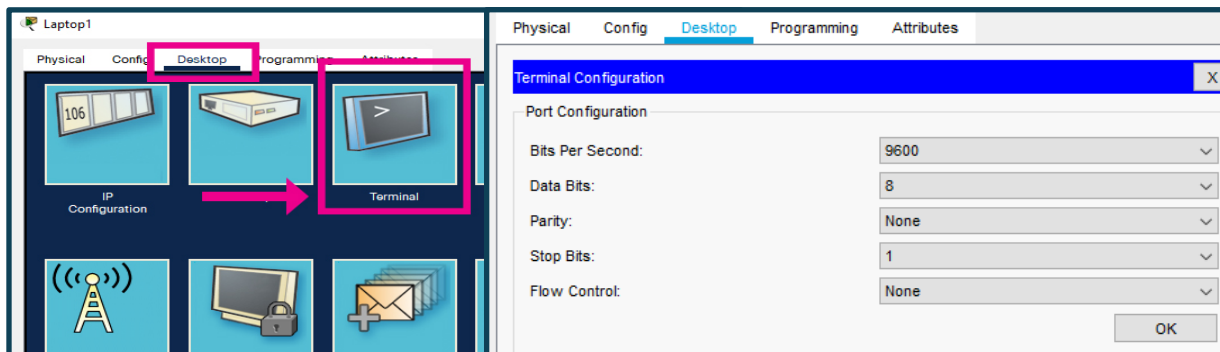 Laptop1
Physical Config Desktop Programming Attributes
106
>
IP
Configuration
Terminal
Physical Config Desktop Programming Attributes
Terminal Configuration X
Port Configuration
Bits Per Second: 9600
Data Bits: 8
Parity: None
Stop Bits: 1
Flow Control: None
OK